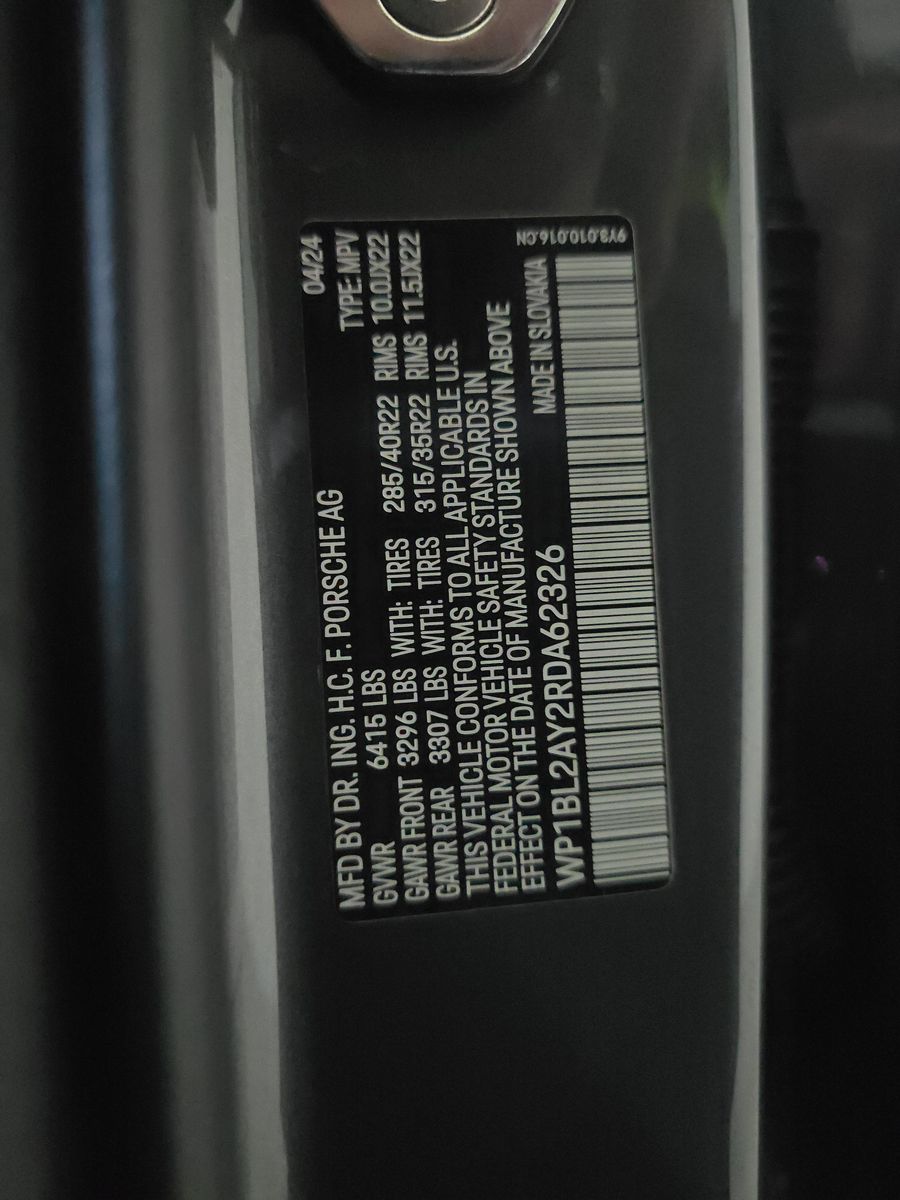 04/24
MFD BY DR. ING. H.C. F. PORSCHE AG
GVWR 6415 LBS TYPE: MPV
GAWR FRONT 3296 LBS WITH: TIRES 285/40R22 RIMS 10.0JX22
GAWR REAR 3307 LBS WITH: TIRES 315/35R22 RIMS 11.5JX22
THIS VEHICLE CONFORMS TO ALL APPLICABLE U.S.
FEDERAL MOTOR VEHICLE SAFETY STANDARDS IN
EFFECT ON THE DATE OF MANUFACTURE SHOWN ABOVE
WP1BL2AY2RDA62326 MADE IN SLOVAKIA
9Y3.010.016.CN